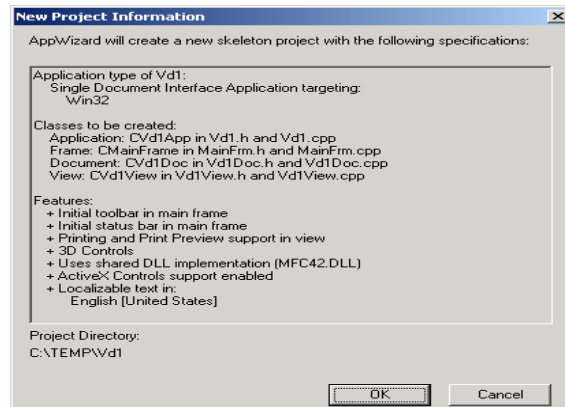 New Project Information
AppWizard will create a new skeleton project with the following specifications:
Application type of Vd1:
Single Document Interface Application targeting:
Win32
Classes to be created:
Application: CVd1App in Vd1.h and Vd1.cpp
Frame: CMainFrame in MainFrm.h and MainFrm.cpp
Document: CVd1Doc in Vd1Doc.h and Vd1Doc.cpp
View: CVd1View in Vd1View.h and Vd1View.cpp
Features:
+ Initial toolbar in main frame
+ Initial status bar in main frame
+ Printing and Print Preview support in view
+ 3D Controls
+ Uses shared DLL implementation (MFC42.DLL)
+ ActiveX Controls support enabled
+ Localizable text in:
English [United States]
Project Directory:
C:\TEMP\Vd1
OK
Cancel